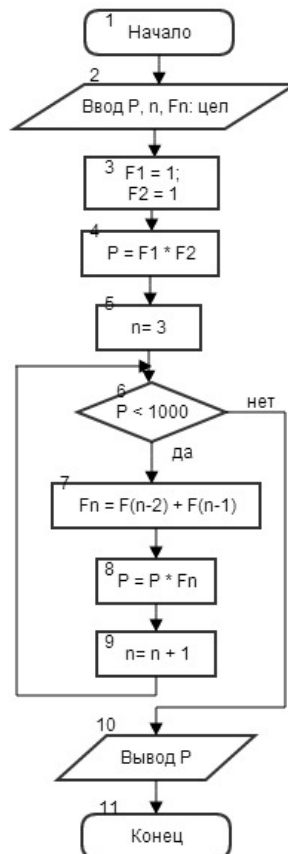 1
Начало
2
Ввод P, n, Fn: цел
3
F1 = 1;
F2 = 1
4
P = F1 * F2
5
n= 3
6
P < 1000
нет
да
7
Fn = F(n-2) + F(n-1)
8
P = P * Fn
9
n= n + 1
10
Вывод P
11
Конец